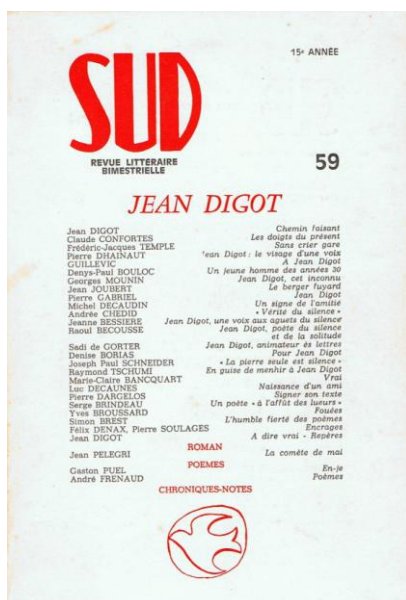 15e ANNÉE
SUD
REVUE LITTERAIRE
BIMESTRIELLE
59
JEAN DIGOT
Jean DIGOT Chemin faisant
Claude CONFORTES Les doigts du présent
Frédéric-Jacques TEMPLE Sans crier gare
Pierre DHAINAUT ean Digot : le visage d'une voix
GUILLEVIC A Jean Digot
Denys-Paul BOULOC Un jeune homme des années 30
Georges MOUNIN Jean Digot, cet inconnu
Jean JOUBERT Le berger fuyard
Pierre GABRIEL Jean Digot
Michel DECAUDIN Un signe de l'amitié
Andrée CHEDID « Vérité du silence »
Jeanne BESSIERE Jean Digot, une voix aux aguets du silence
Raoul BECOUSSE Jean Digot, poète du silence
et de la solitude
Sadi de GORTER Jean Digot, animateur ès lettres
Denise BORIAS Pour Jean Digot
Joseph Paul SCHNEIDER « La pierre seule est silence »
Raymond TSCHUMI En guise de menhir à Jean Digot
Marie-Claire BANCQUART Vrai
Luc DECAUNES Naissance d'un ami
Pierre DARGELOS Signer son texte
Serge BRINDEAU Un poète « à l'affût des lueurs »
Yves BROUSSARD Fouées
Simon BREST L'humble fierté des poèmes
Félix DENAX, Pierre SOULAGES Encrages
Jean DIGOT A dire vrai - Repères
ROMAN
Jean PELEGRI La comète de mai
POEMES
Gaston PUEL En-je
André FRENAUD Poèmes
CHRONIQUES-NOTES